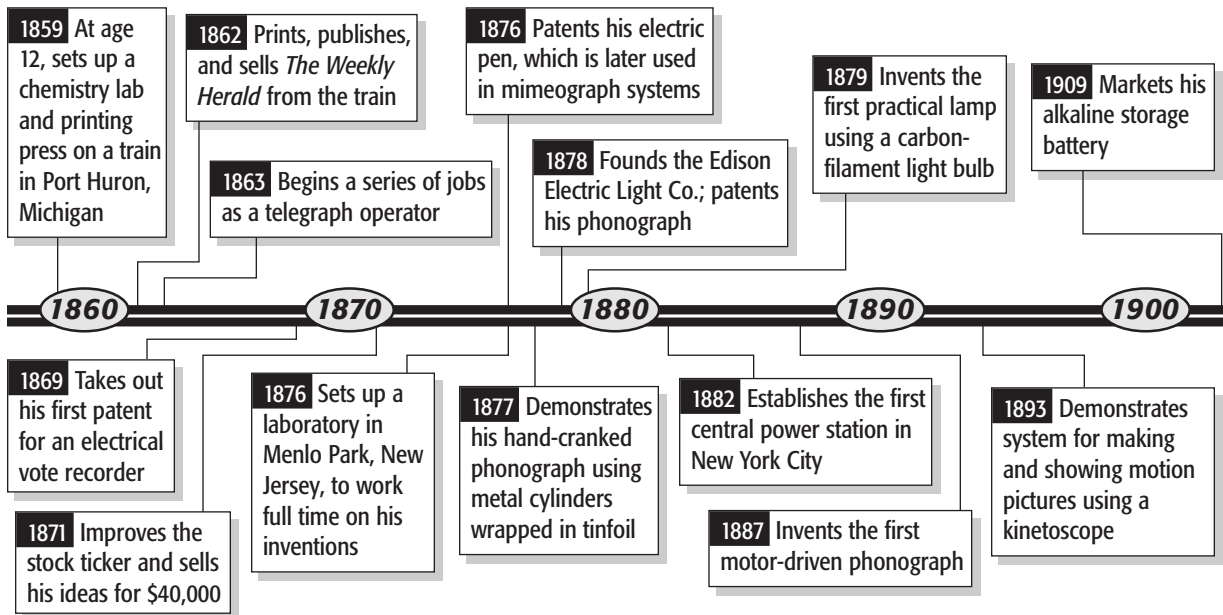 1859 At age
12, sets up a
chemistry lab
and printing
press on a train
in Port Huron,
Michigan
1862 Prints, publishes,
and sells The Weekly
Herald from the train
1863 Begins a series of jobs
as a telegraph operator
1876 Patents his electric
pen, which is later used
in mimeograph systems
1878 Founds the Edison
Electric Light Co.; patents
his phonograph
1879 Invents the
first practical lamp
using a carbon-
filament light bulb
1909 Markets his
alkaline storage
battery
1860 1870 1880 1890 1900
1869 Takes out
his first patent
for an electrical
vote recorder
1871 Improves the
stock ticker and sells
his ideas for $40,000
1876 Sets up a
laboratory in
Menlo Park, New
Jersey, to work
full time on his
inventions
1877 Demonstrates
his hand-cranked
phonograph using
metal cylinders
wrapped in tinfoil
1882 Establishes the first
central power station in
New York City
1887 Invents the first
motor-driven phonograph
1893 Demonstrates
system for making
and showing motion
pictures using a
kinetoscope